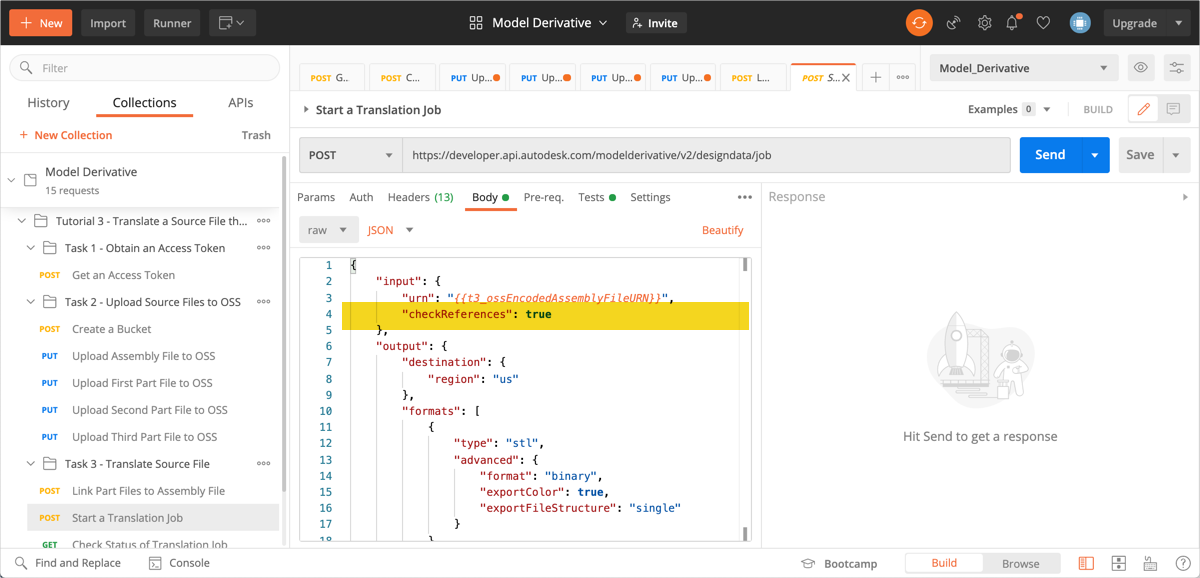 New
Import
Runner
Model Derivative
Invite
Upgrade
Filter
History
Collections
APIs
+ New Collection
Trash
Model Derivative
15 requests
Tutorial 3 - Translate a Source File th...
Task 1 - Obtain an Access Token
POST Get an Access Token
Task 2 - Upload Source Files to OSS
POST Create a Bucket
PUT Upload Assembly File to OSS
PUT Upload First Part File to OSS
PUT Upload Second Part File to OSS
PUT Upload Third Part File to OSS
Task 3 - Translate Source File
POST Link Part Files to Assembly File
POST Start a Translation Job
GET Check Status of Translation Job
POST G...
POST C...
PUT Up...
PUT Up...
PUT Up...
PUT Up...
POST L...
POST S...
Model_Derivative
Start a Translation Job
Examples 0
BUILD
POST
https://developer.api.autodesk.com/modelderivative/v2/designdata/job
Send
Save
Params
Auth
Headers (13)
Body
Pre-req.
Tests
Settings
raw
JSON
Beautify
1 {
2 "input": {
3 "urn": "{{t3_ossEncodedAssemblyFileURN}}",
4 "checkReferences": true
5 },
6 "output": {
7 "destination": {
8 "region": "us"
9 },
10 "formats": [
11 {
12 "type": "stl",
13 "advanced": {
14 "format": "binary",
15 "exportColor": true,
16 "exportFileStructure": "single"
17 }
18 }
Response
Hit Send to get a response
Find and Replace
Console
Bootcamp
Build
Browse